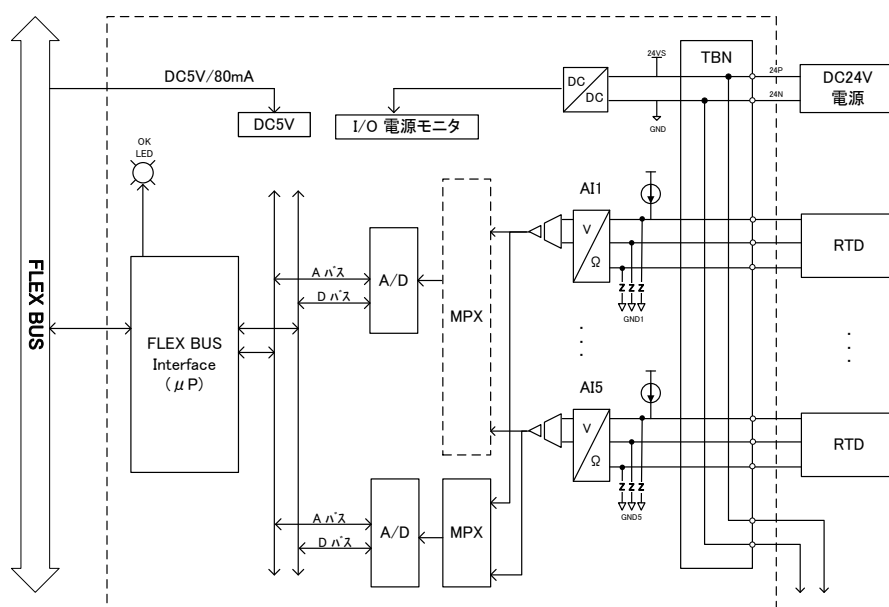 FLEX BUS
DC5V/80mA
DC5V
I/O 電源モニタ
DC
DC
24VS
GND
TBN
24P
24N
DC24V
電源
OK
LED
FLEX BUS
Interface
(μP)
A バス
D バス
A/D
MPX
AI1
V
Ω
GND1
RTD
AI5
V
Ω
GND5
RTD
A バス
D バス
A/D
MPX
Z Z Z
Z Z Z